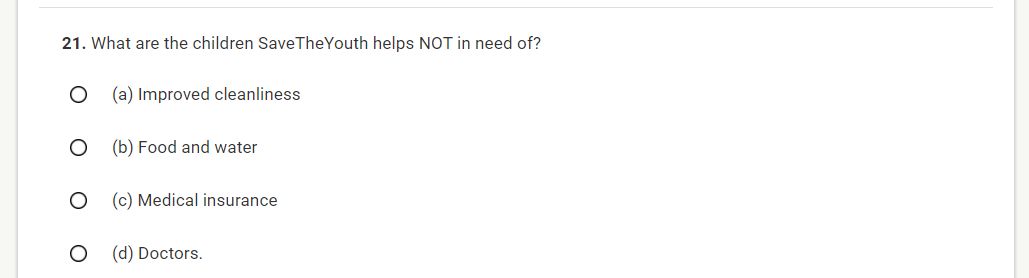 21. What are the children SaveTheYouth helps NOT in need of?
(a) Improved cleanliness
(b) Food and water
(c) Medical insurance
(d) Doctors.